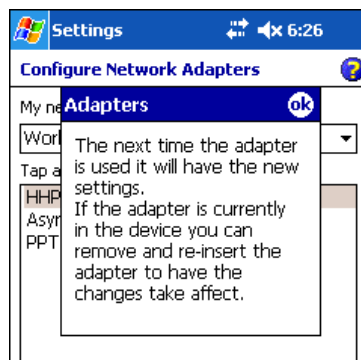 Settings 6:26
Configure Network Adapters ?
My ne
Adapters ok
Worl
The next time the adapter
is used it will have the new
settings.
If the adapter is currently
in the device you can
remove and re-insert the
adapter to have the
changes take affect.
Tap a
HHP
Asyn
PPT